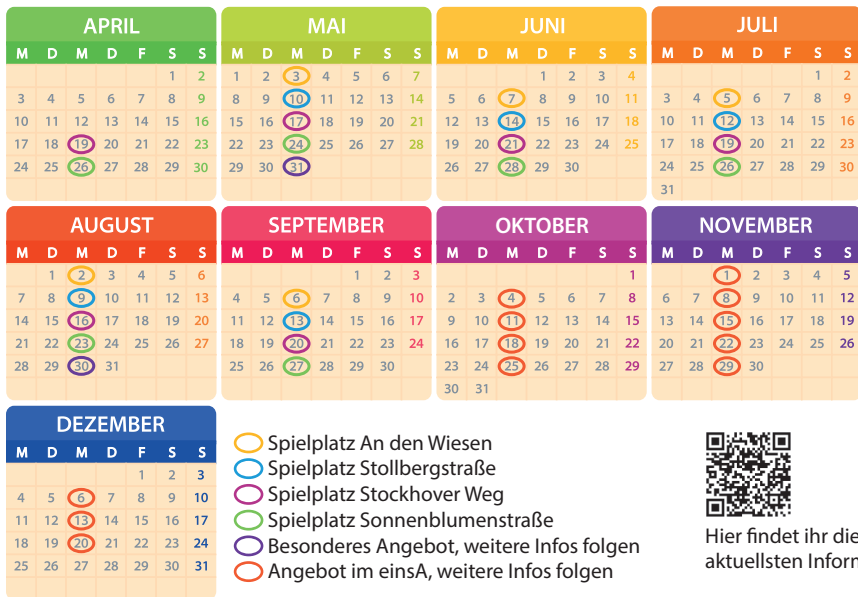 APRIL
M D M D F S S
1 2
3 4 5 6 7 8 9
10 11 12 13 14 15 16
17 18 19 20 21 22 23
24 25 26 27 28 29 30
MAI
M D M D F S S
1 2 3 4 5 6 7
8 9 10 11 12 13 14
15 16 17 18 19 20 21
22 23 24 25 26 27 28
29 30 31
JUNI
M D M D F S S
1 2 3 4
5 6 7 8 9 10 11
12 13 14 15 16 17 18
19 20 21 22 23 24 25
26 27 28 29 30
JULI
M D M D F S S
1 2
3 4 5 6 7 8 9
10 11 12 13 14 15 16
17 18 19 20 21 22 23
24 25 26 27 28 29 30
31
AUGUST
M D M D F S S
1 2 3 4 5 6
7 8 9 10 11 12 13
14 15 16 17 18 19 20
21 22 23 24 25 26 27
28 29 30 31
SEPTEMBER
M D M D F S S
1 2 3
4 5 6 7 8 9 10
11 12 13 14 15 16 17
18 19 20 21 22 23 24
25 26 27 28 29 30
OKTOBER
M D M D F S S
1
2 3 4 5 6 7 8
9 10 11 12 13 14 15
16 17 18 19 20 21 22
23 24 25 26 27 28 29
30 31
NOVEMBER
M D M D F S S
1 2 3 4 5
6 7 8 9 10 11 12
13 14 15 16 17 18 19
20 21 22 23 24 25 26
27 28 29 30
DEZEMBER
M D M D F S S
1 2 3
4 5 6 7 8 9 10
11 12 13 14 15 16 17
18 19 20 21 22 23 24
25 26 27 28 29 30 31
Spielplatz An den Wiesen
Spielplatz Stollbergstraße
Spielplatz Stockhover Weg
Spielplatz Sonnenblumenstraße
Besonderes Angebot, weitere Infos folgen
Angebot im einsA, weitere Infos folgen
Hier findet ihr die
aktuellsten Inforn